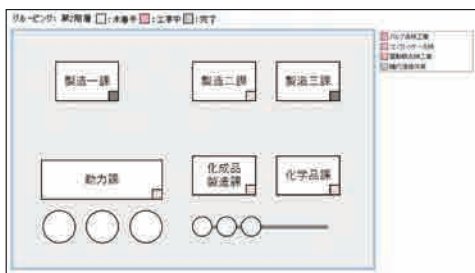 グルーピング: 第2階層 □:未着手 □:工事中 □:完了
製造一課
製造二課
製造三課
動力課
化成品
製造課
化学品課